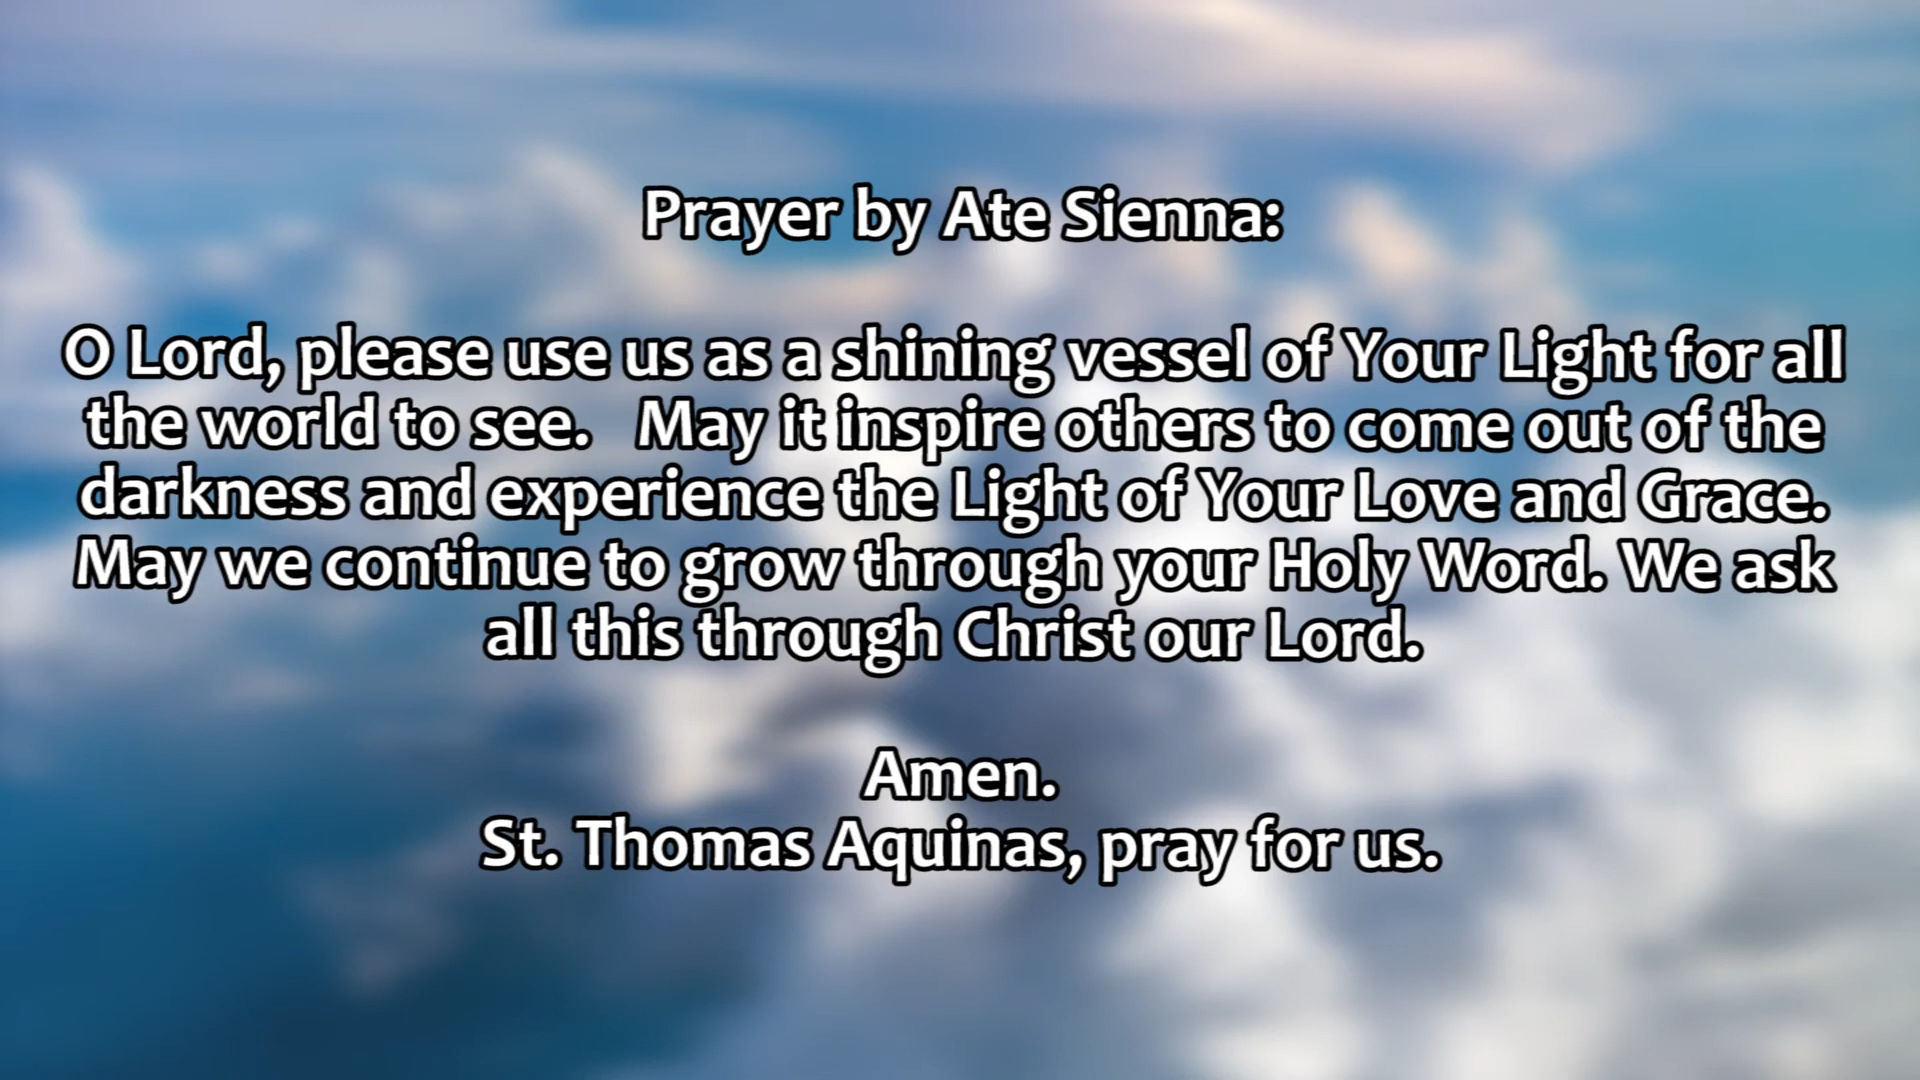 Prayer by Ate Sienna:
O Lord, please use us as a shining vessel of Your Light for all
the world to see.   May it inspire others to come out of the
darkness and experience the Light of Your Love and Grace.
May we continue to grow through your Holy Word. We ask
all this through Christ our Lord.
Amen.
St. Thomas Aquinas, pray for us.